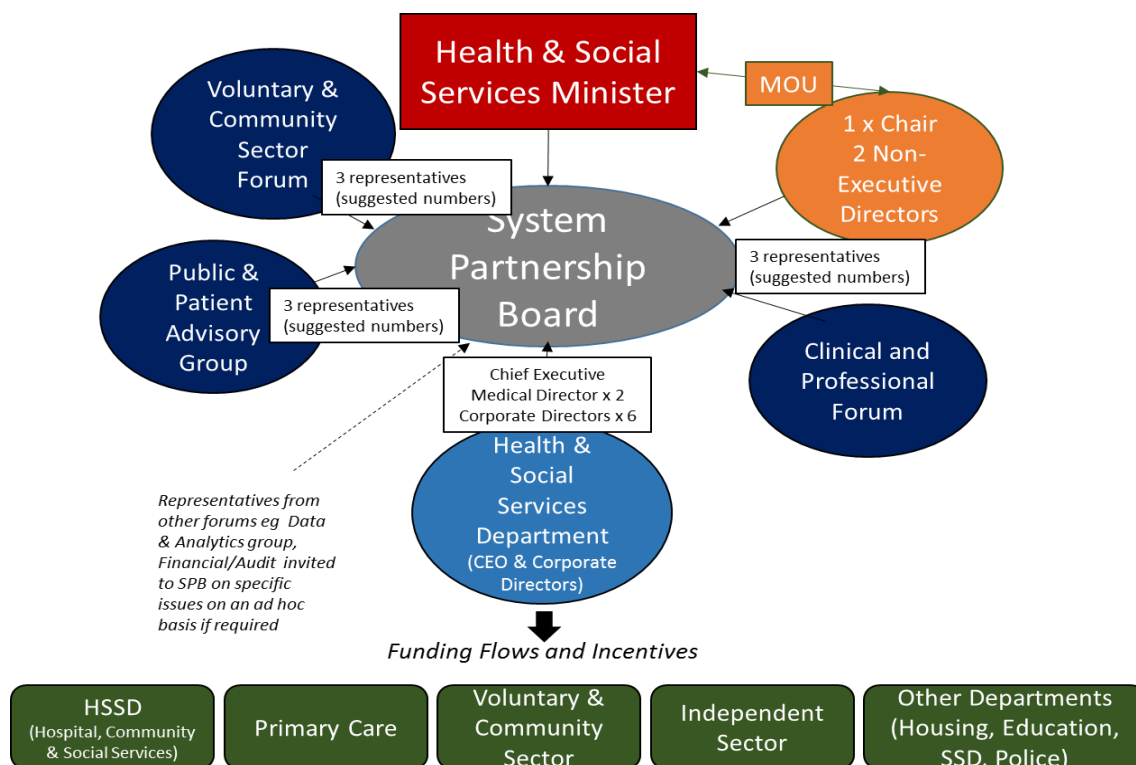 Health & Social
Services Minister
MOU
Voluntary &
Community
Sector
Forum
1 x Chair
2 Non-
Executive
Directors
3 representatives
(suggested numbers)
System
Partnership
Board
3 representatives
(suggested numbers)
Public &
Patient
Advisory
Group
3 representatives
(suggested numbers)
Clinical and
Professional
Forum
Chief Executive
Medical Director x 2
Corporate Directors x 6
Health &
Social
Services
Department
(CEO & Corporate
Directors)
Representatives from
other forums eg Data
& Analytics group,
Financial/Audit invited
to SPB on specific
issues on an ad hoc
basis if required
Funding Flows and Incentives
HSSD
(Hospital, Community
& Social Services)
Primary Care
Voluntary &
Community
Sector
Independent
Sector
Other Departments
(Housing, Education,
SSD, Police)